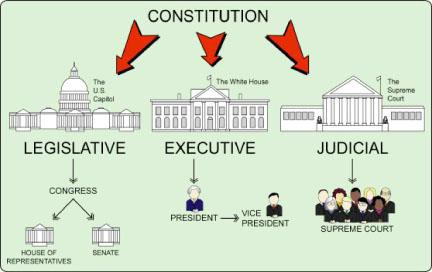 CONSTITUTION
The
U.S.
Capitol
The White House
The
Supreme
Court
LEGISLATIVE
EXECUTIVE
JUDICIAL
CONGRESS
HOUSE OF
REPRESENTATIVES
SENATE
PRESIDENT
VICE
PRESIDENT
SUPREME COURT